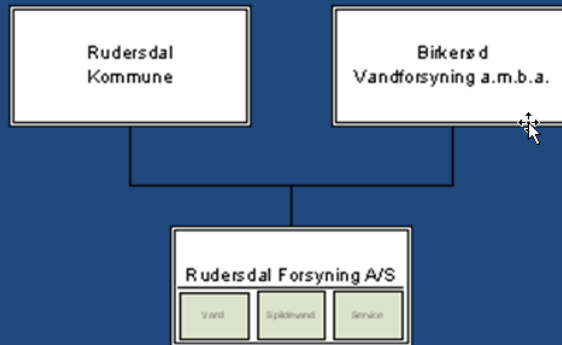 Rudersdal
Kommune
Birkerød
Vandforsyning a.m.b.a.
Rudersdal Forsyning A/S
Vand
Spildevand
Service